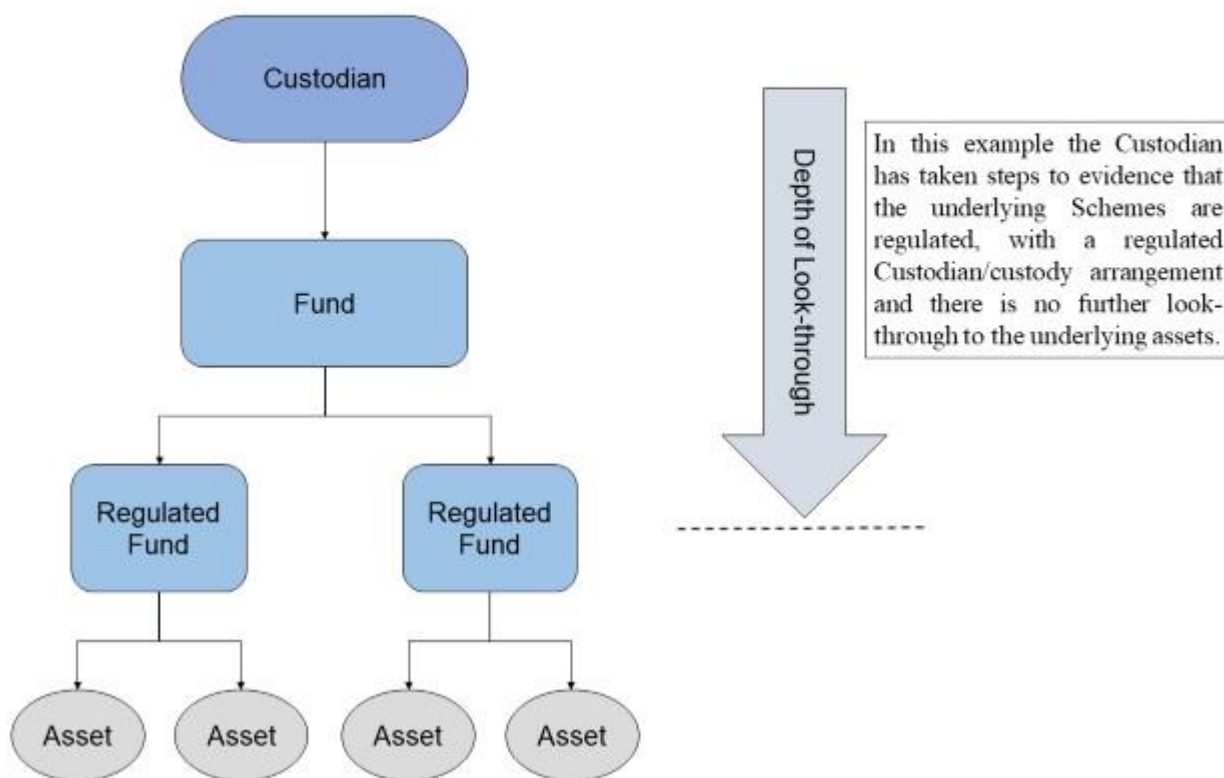 Custodian
Fund
Regulated
Fund
Regulated
Fund
Asset
Asset
Asset
Asset
Depth of Look-through
In this example the Custodian
has taken steps to evidence that
the underlying Schemes are
regulated, with a regulated
Custodian/custody arrangement
and there is no further look-
through to the underlying assets.